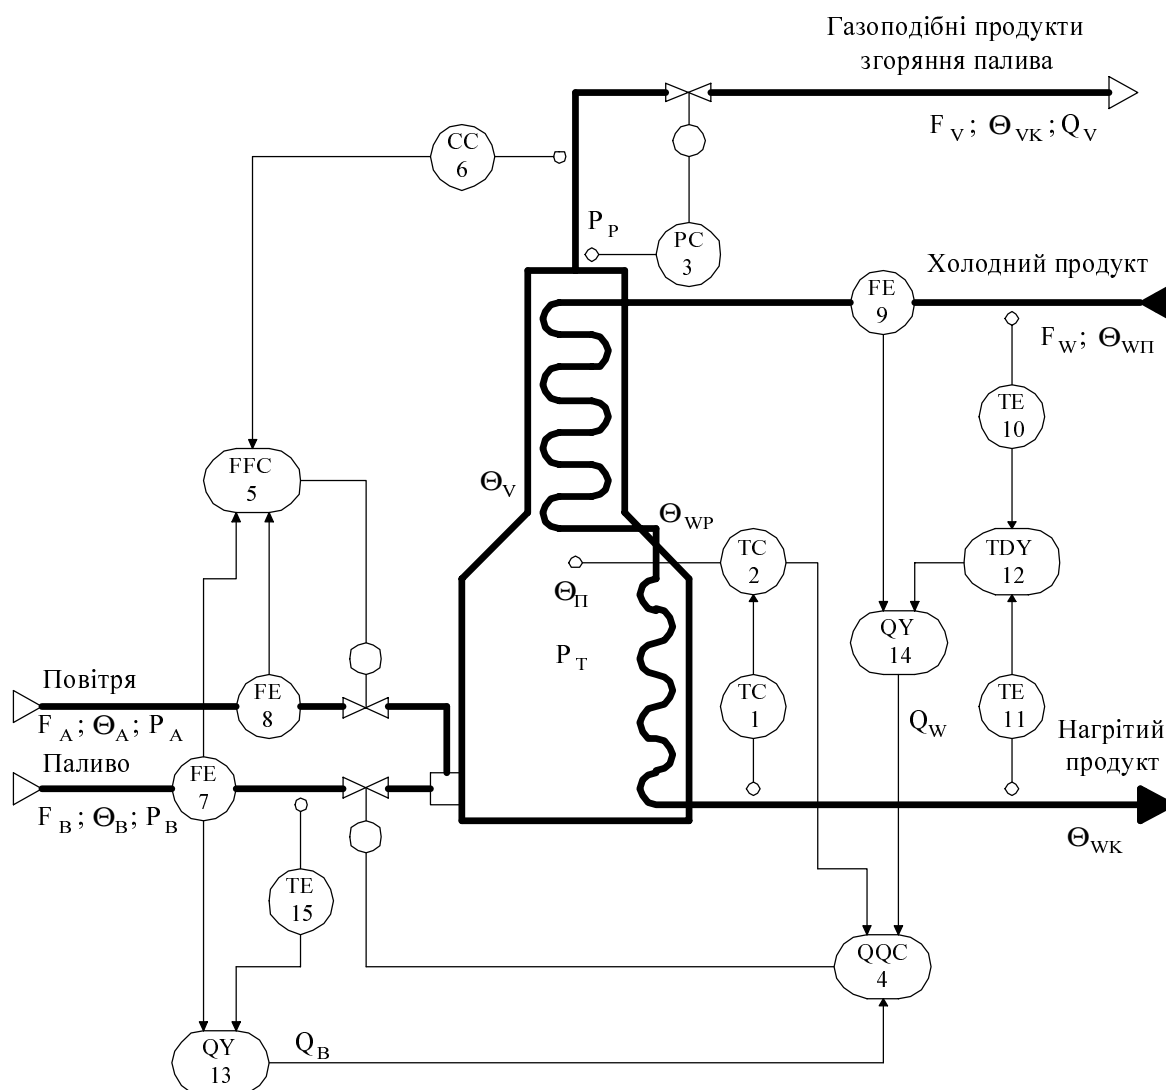 Газоподібні продукти
згоряння палива
F V ; Θ VK ; Q V
CC
6
P P
PC
3
Холодний продукт
FE
9
F W ; Θ WП
TE
10
FFC
5
Θ V
Θ WP
TC
2
TDY
12
Θ П
QY
14
P T
Повітря
FE
8
TC
1
TE
11
F A ; Θ A ; P A
Q W
Нагрітий
продукт
Паливо
FE
7
F B ; Θ B ; P B
Θ WK
TE
15
QQC
4
QY
13
Q B